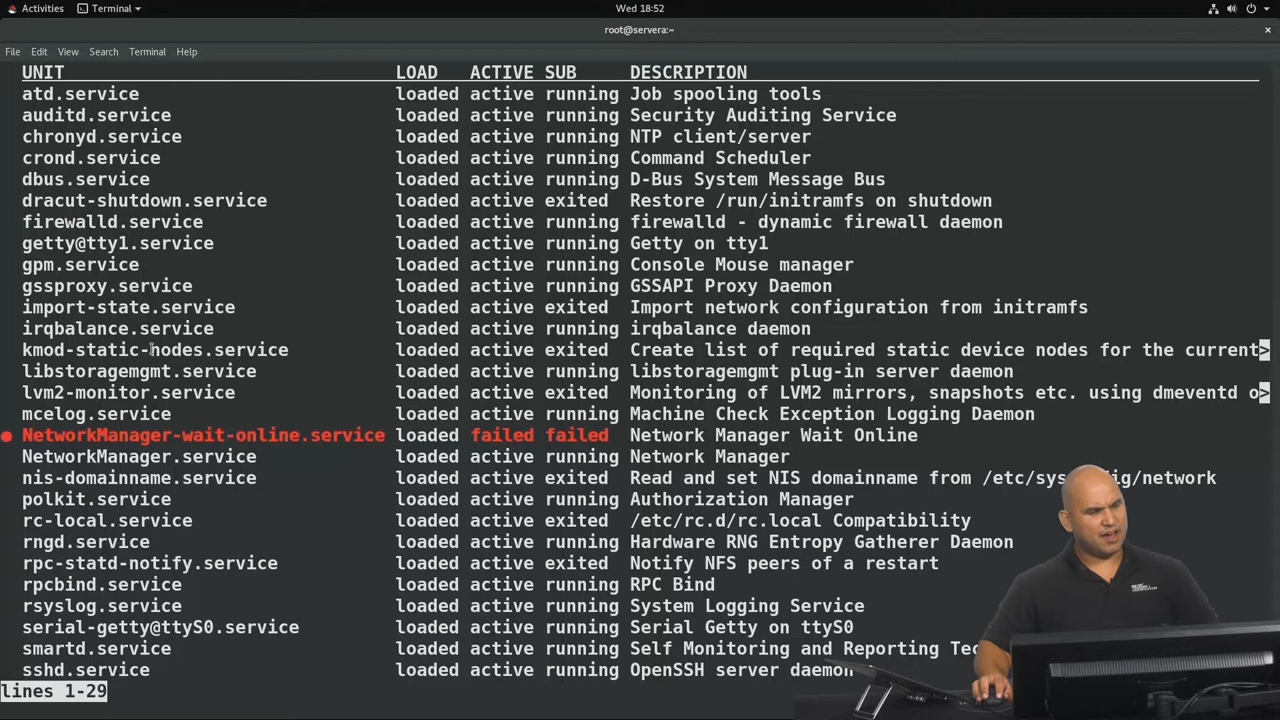 Activities Terminal Wed 18:52
root@servera:~ ×
File Edit View Search Terminal Help
UNIT LOAD ACTIVE SUB DESCRIPTION
atd.service loaded active running Job spooling tools
auditd.service loaded active running Security Auditing Service
chronyd.service loaded active running NTP client/server
crond.service loaded active running Command Scheduler
dbus.service loaded active running D-Bus System Message Bus
dracut-shutdown.service loaded active exited Restore /run/initramfs on shutdown
firewalld.service loaded active running firewalld - dynamic firewall daemon
getty@tty1.service loaded active running Getty on tty1
gpm.service loaded active running Console Mouse manager
gssproxy.service loaded active running GSSAPI Proxy Daemon
import-state.service loaded active exited Import network configuration from initramfs
irqbalance.service loaded active running irqbalance daemon
kmod-static-nodes.service loaded active exited Create list of required static device nodes for the current>
libstoragemgmt.service loaded active running libstoragemgmt plug-in server daemon
lvm2-monitor.service loaded active exited Monitoring of LVM2 mirrors, snapshots etc. using dmeventd o>
mcelog.service loaded active running Machine Check Exception Logging Daemon
● NetworkManager-wait-online.service loaded failed failed Network Manager Wait Online
NetworkManager.service loaded active running Network Manager
nis-domainname.service loaded active exited Read and set NIS domainname from /etc/sys ig/network
polkit.service loaded active running Authorization Manager
rc-local.service loaded active exited /etc/rc.d/rc.local Compatibility
rngd.service loaded active running Hardware RNG Entropy Gatherer Daemon
rpc-statd-notify.service loaded active exited Notify NFS peers of a restart
rpcbind.service loaded active running RPC Bind
rsyslog.service loaded active running System Logging Service
serial-getty@ttyS0.service loaded active running Serial Getty on ttyS0
smartd.service loaded active running Self Monitoring and Reporting Tec
sshd.service loaded active running OpenSSH server daemon
lines 1-29